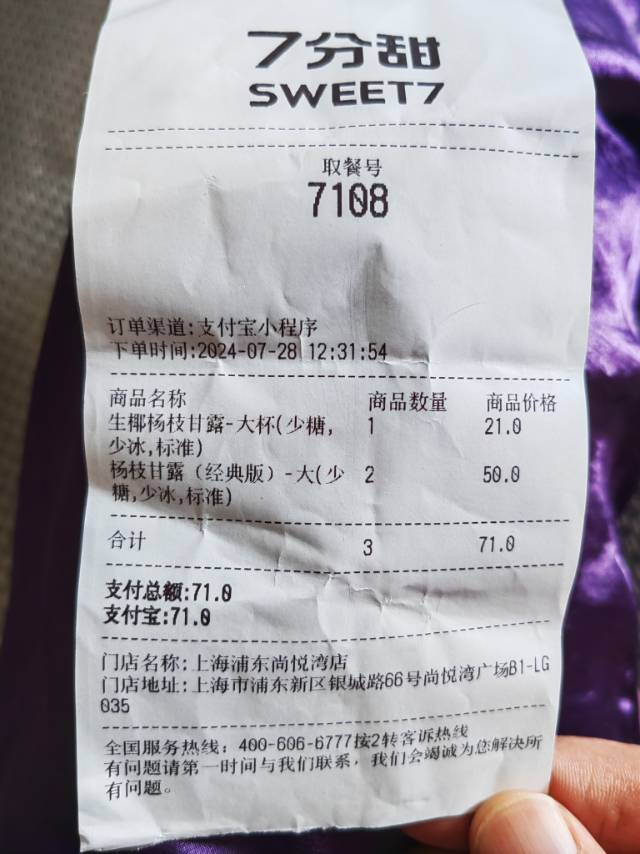 7分甜
SWEET7
取餐号
7108
订单渠道:支付宝小程序
下单时间:2024-07-28 12:31:54
商品名称 商品数量 商品价格
生椰杨枝甘露-大杯(少糖, 1 21.0
少冰,标准)
杨枝甘露（经典版）-大(少 2 50.0
糖,少冰,标准)
合计 3 71.0
支付总额:71.0
支付宝:71.0
门店名称:上海浦东尚悦湾店
门店地址:上海市浦东新区银城路66号尚悦湾广场B1-LG
035
全国服务热线：400-606-6777按2转客诉热线
有问题请第一时间与我们联系，我们会竭诚为您解决所
有问题。